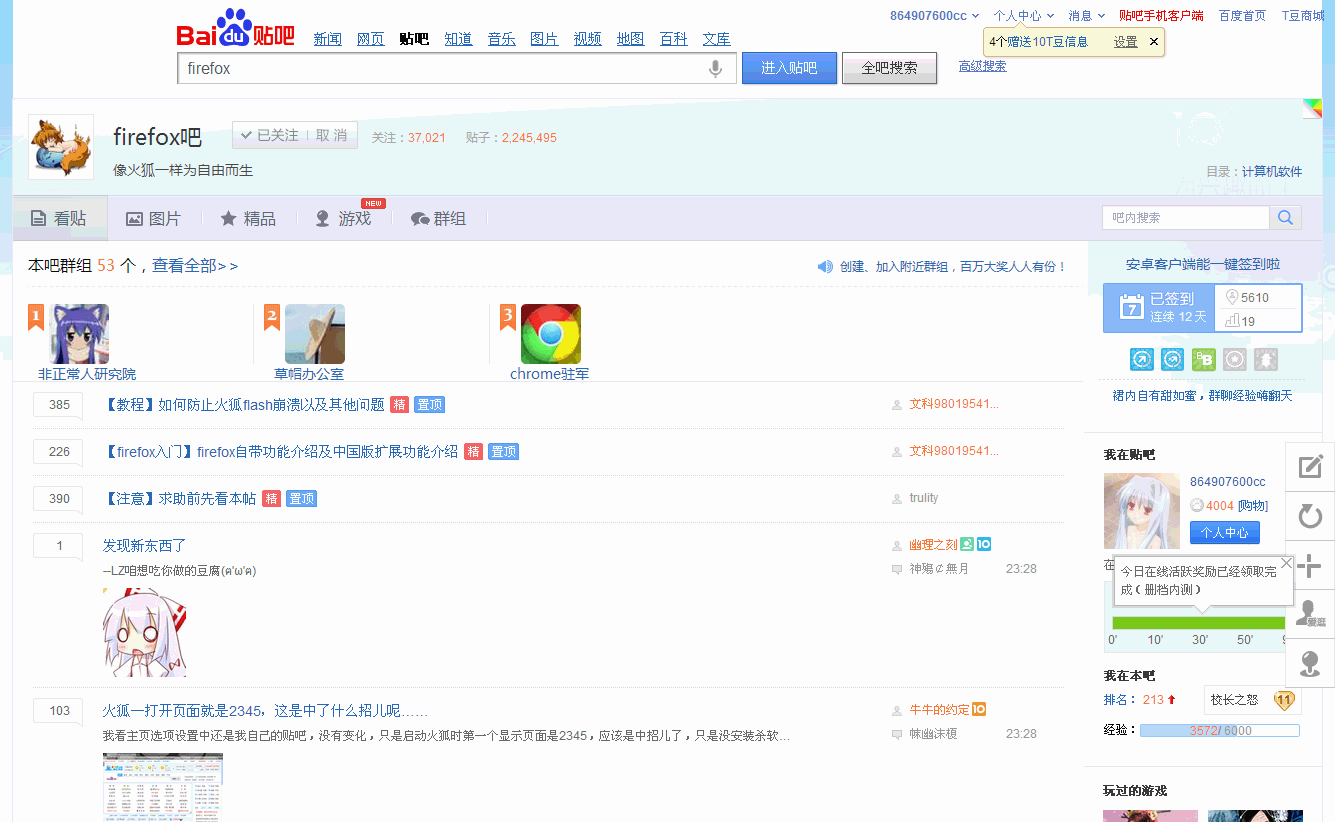 864907600cc 个人中心 消息 贴吧手机客户端 百度首页 T豆商城
4个赠送10T豆信息 设置
Bai du 贴吧 新闻 网页 贴吧 知道 音乐 图片 视频 地图 百科 文库
firefox 进入贴吧 全吧搜索 高级搜索
firefox吧 已关注 取消 关注：37,021 贴子：2,245,495
像火狐一样为自由而生
目录：计算机软件
看贴 图片 精品 游戏 NEW 群组 吧内搜索
本吧群组 53 个，查看全部>>
创建、加入附近群组，百万大奖人人有份！
1 2 3
非正常人研究院 草帽办公室 chrome驻军
385 【教程】如何防止火狐flash崩溃以及其他问题 精 置顶 文科98019541...
226 【firefox入门】firefox自带功能介绍及中国版扩展功能介绍 精 置顶 文科98019541...
390 【注意】求助前先看本帖 精 置顶 trulity
1 发现新东西了 幽理之刻 10
--LZ咱想吃你做的豆腐(ฅ'ω'ฅ) 23:28
103 火狐一打开页面就是2345，这是中了什么招儿呢…… 牛牛的约定 10
我看主页选项设置中还是我自己的贴吧，没有变化，只是启动火狐时第一个显示页面是2345，应该是中招儿了，只是没安装杀软... 23:28
安卓客户端能一键签到啦
7 已签到 5610
连续 12 天 19
裙内自有甜如蜜，群聊经验嗨翻天
我在贴吧
864907600cc
4004 [购物]
个人中心
今日在线活跃奖励已经领取完
成（删档内测）
0' 10' 30' 50'
爱逛
我在本吧
排名： 213 校长之怒 11
经验： 3572/6000
玩过的游戏